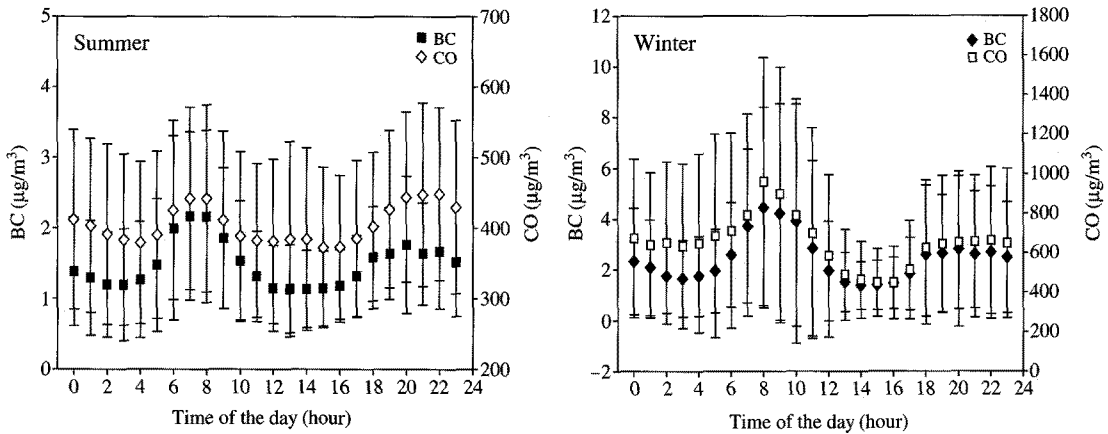 Summer
BC
CO
5
4
3
2
1
0
BC (µg/m³)
700
600
500
400
300
200
CO (µg/m³)
0 2 4 6 8 10 12 14 16 18 20 22 24
Time of the day (hour)
Winter
BC
CO
12
10
8
6
4
2
0
−2
BC (µg/m³)
1800
1600
1400
1200
1000
800
600
400
200
0
CO (µg/m³)
0 2 4 6 8 10 12 14 16 18 20 22 24
Time of the day (hour)